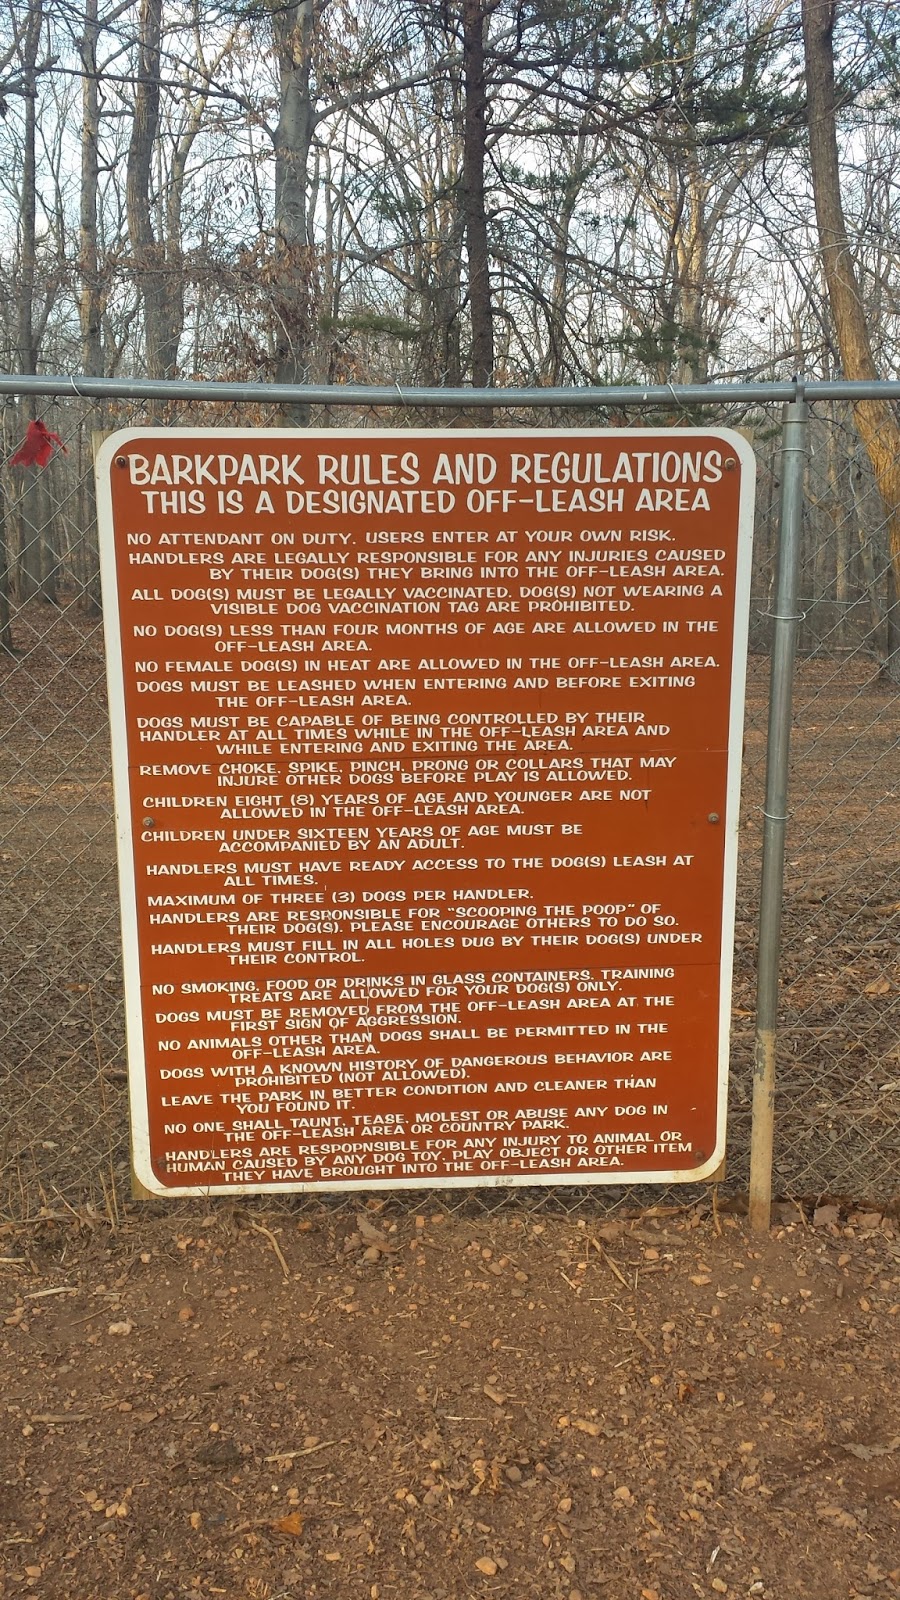 BARKPARK RULES AND REGULATIONS
THIS IS A DESIGNATED OFF-LEASH AREA
NO ATTENDANT ON DUTY. USERS ENTER AT YOUR OWN RISK.
HANDLERS ARE LEGALLY RESPONSIBLE FOR ANY INJURIES CAUSED
BY THEIR DOG(S) THEY BRING INTO THE OFF-LEASH AREA.
ALL DOG(S) MUST BE LEGALLY VACCINATED. DOG(S) NOT WEARING A
VISIBLE DOG VACCINATION TAG ARE PROHIBITED.
NO DOG(S) LESS THAN FOUR MONTHS OF AGE ARE ALLOWED IN THE
OFF-LEASH AREA.
NO FEMALE DOG(S) IN HEAT ARE ALLOWED IN THE OFF-LEASH AREA.
DOGS MUST BE LEASHED WHEN ENTERING AND BEFORE EXITING
THE OFF-LEASH AREA.
DOGS MUST BE CAPABLE OF BEING CONTROLLED BY THEIR
HANDLER AT ALL TIMES WHILE IN THE OFF-LEASH AREA AND
WHILE ENTERING AND EXITING THE AREA.
REMOVE CHOKE, SPIKE, PINCH, PRONG OR COLLARS THAT MAY
INJURE OTHER DOGS BEFORE PLAY IS ALLOWED.
CHILDREN EIGHT (8) YEARS OF AGE AND YOUNGER ARE NOT
ALLOWED IN THE OFF-LEASH AREA.
CHILDREN UNDER SIXTEEN YEARS OF AGE MUST BE
ACCOMPANIED BY AN ADULT.
HANDLERS MUST HAVE READY ACCESS TO THE DOG(S) LEASH AT
ALL TIMES.
MAXIMUM OF THREE (3) DOGS PER HANDLER.
HANDLERS ARE RESPONSIBLE FOR "SCOOPING THE POOP" OF
THEIR DOG(S). PLEASE ENCOURAGE OTHERS TO DO SO.
HANDLERS MUST FILL IN ALL HOLES DUG BY THEIR DOG(S) UNDER
THEIR CONTROL.
NO SMOKING, FOOD OR DRINKS IN GLASS CONTAINERS. TRAINING
TREATS ARE ALLOWED FOR YOUR DOG(S) ONLY.
DOGS MUST BE REMOVED FROM THE OFF-LEASH AREA AT THE
FIRST SIGN OF AGGRESSION.
NO ANIMALS OTHER THAN DOGS SHALL BE PERMITTED IN THE
OFF-LEASH AREA.
DOGS WITH A KNOWN HISTORY OF DANGEROUS BEHAVIOR ARE
PROHIBITED (NOT ALLOWED).
LEAVE THE PARK IN BETTER CONDITION AND CLEANER THAN
YOU FOUND IT.
NO ONE SHALL TAUNT, TEASE, MOLEST OR ABUSE ANY DOG IN
THE OFF-LEASH AREA OR COUNTRY PARK.
HANDLERS ARE RESPOPNSIBLE FOR ANY INJURY TO ANIMAL OR
HUMAN CAUSED BY ANY DOG TOY, PLAY OBJECT OR OTHER ITEM
THEY HAVE BROUGHT INTO THE OFF-LEASH AREA.